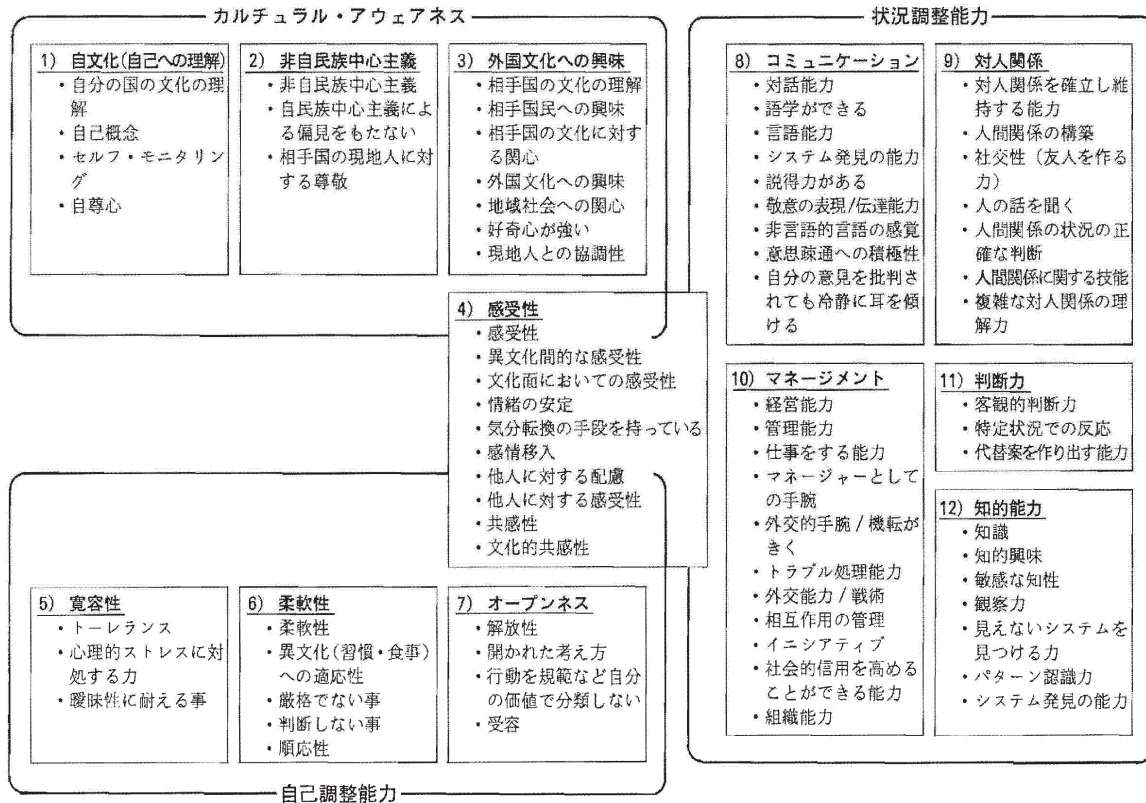 カルチュラル・アウェアネス
1) 自文化(自己への理解)
・自分の国の文化の理
解
・自己概念
・セルフ・モニタリン
グ
・自尊心
2) 非自民族中心主義
・非自民族中心主義
・自民族中心主義によ
る偏見をもたない
・相手国の現地人に対
する尊敬
3) 外国文化への興味
・相手国の文化の理解
・相手国民への興味
・相手国の文化に対す
る関心
・外国文化への興味
・地域社会への関心
・好奇心が強い
・現地人との協調性
4) 感受性
・感受性
・異文化間的な感受性
・文化面においての感受性
・情緒の安定
・気分転換の手段を持っている
・感情移入
・他人に対する配慮
・他人に対する感受性
・共感性
・文化的共感性
5) 寛容性
・トーレランス
・心理的ストレスに対
処する力
・曖昧性に耐える事
6) 柔軟性
・柔軟性
・異文化(習慣・食事)
への適応性
・厳格でない事
・判断しない事
・順応性
7) オープンネス
・解放性
・開かれた考え方
・行動を規範など自分
の価値で分類しない
・受容
自己調整能力
状況調整能力
8) コミュニケーション
・対話能力
・語学ができる
・言語能力
・システム発見の能力
・説得力がある
・敬意の表現/伝達能力
・非言語的言語の感覚
・意思疎通への積極性
・自分の意見を批判さ
れても冷静に耳を傾
ける
9) 対人関係
・対人関係を確立し維
持する能力
・人間関係の構築
・社交性（友人を作る
力）
・人の話を聞く
・人間関係の状況の正
確な判断
・人間関係に関する技能
・複雑な対人関係の理
解力
10) マネージメント
・経営能力
・管理能力
・仕事をする能力
・マネージャーとして
の手腕
・外交的手腕 / 機転が
きく
・トラブル処理能力
・外交能力 / 戦術
・相互作用の管理
・イニシアティブ
・社会的信用を高める
ことができる能力
・組織能力
11) 判断力
・客観的判断力
・特定状況での反応
・代替案を作り出す能力
12) 知的能力
・知識
・知的興味
・敏感な知性
・観察力
・見えないシステムを
見つける力
・パターン認識力
・システム発見の能力